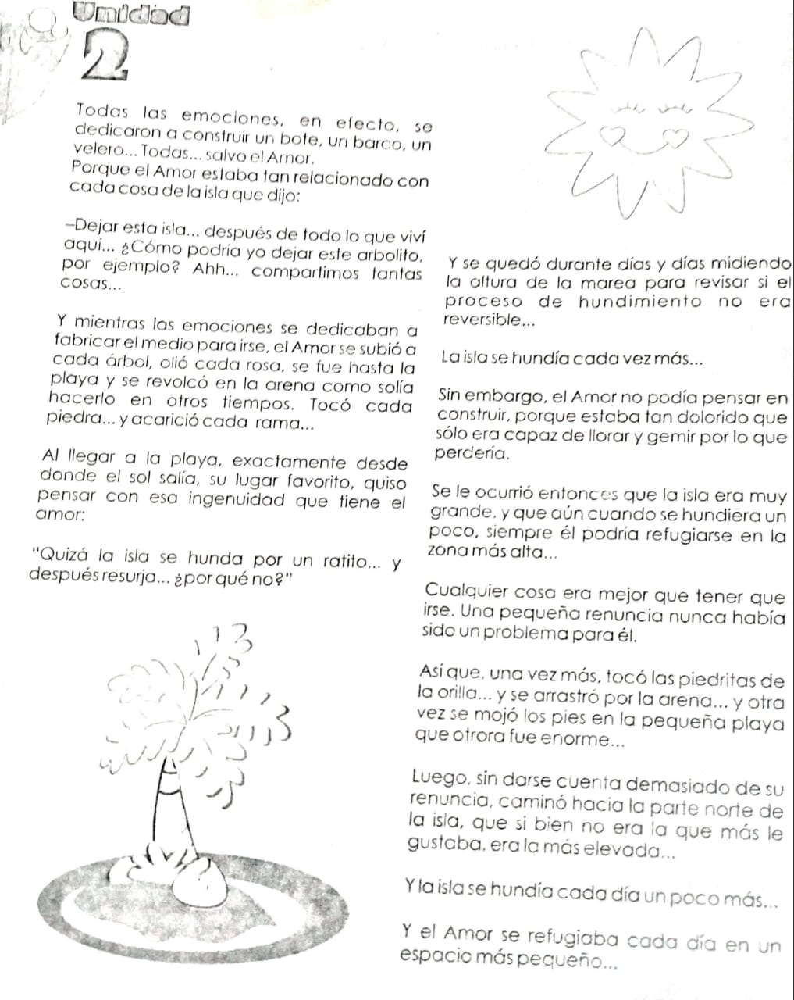 Unidad
2
Todas las emociones, en efecto, se
dedicaron a construir un bote, un barco, un
velero... Todas... salvo el Amor.
Porque el Amor estaba tan relacionado con
cada cosa de la isla que dijo:
–Dejar esta isla... después de todo lo que viví
aquí... ¿Cómo podría yo dejar este arbolito,
por ejemplo? Ahh... compartimos tantas
cosas...
Y mientras las emociones se dedicaban a
fabricar el medio para irse, el Amor se subió a
cada árbol, olió cada rosa, se fue hasta la
playa y se revolcó en la arena como solía
hacerlo en otros tiempos. Tocó cada
piedra... y acarició cada rama...
Al llegar a la playa, exactamente desde
donde el sol salía, su lugar favorito, quiso
pensar con esa ingenuidad que tiene el
amor:
"Quizá la isla se hunda por un ratito... y
después resurja... ¿por qué no?"
Y se quedó durante días y días midiendo
la altura de la marea para revisar si el
proceso de hundimiento no era
reversible...
La isla se hundía cada vez más...
Sin embargo, el Amor no podía pensar en
construir, porque estaba tan dolorido que
sólo era capaz de llorar y gemir por lo que
perdería.
Se le ocurrió entonces que la isla era muy
grande, y que aún cuando se hundiera un
poco, siempre él podría refugiarse en la
zona más alta...
Cualquier cosa era mejor que tener que
irse. Una pequeña renuncia nunca había
sido un problema para él.
Así que, una vez más, tocó las piedritas de
la orilla... y se arrastró por la arena... y otra
vez se mojó los pies en la pequeña playa
que otrora fue enorme...
Luego, sin darse cuenta demasiado de su
renuncia, caminó hacia la parte norte de
la isla, que si bien no era la que más le
gustaba, era la más elevada...
Y la isla se hundía cada día un poco más...
Y el Amor se refugiaba cada día en un
espacio más pequeño...